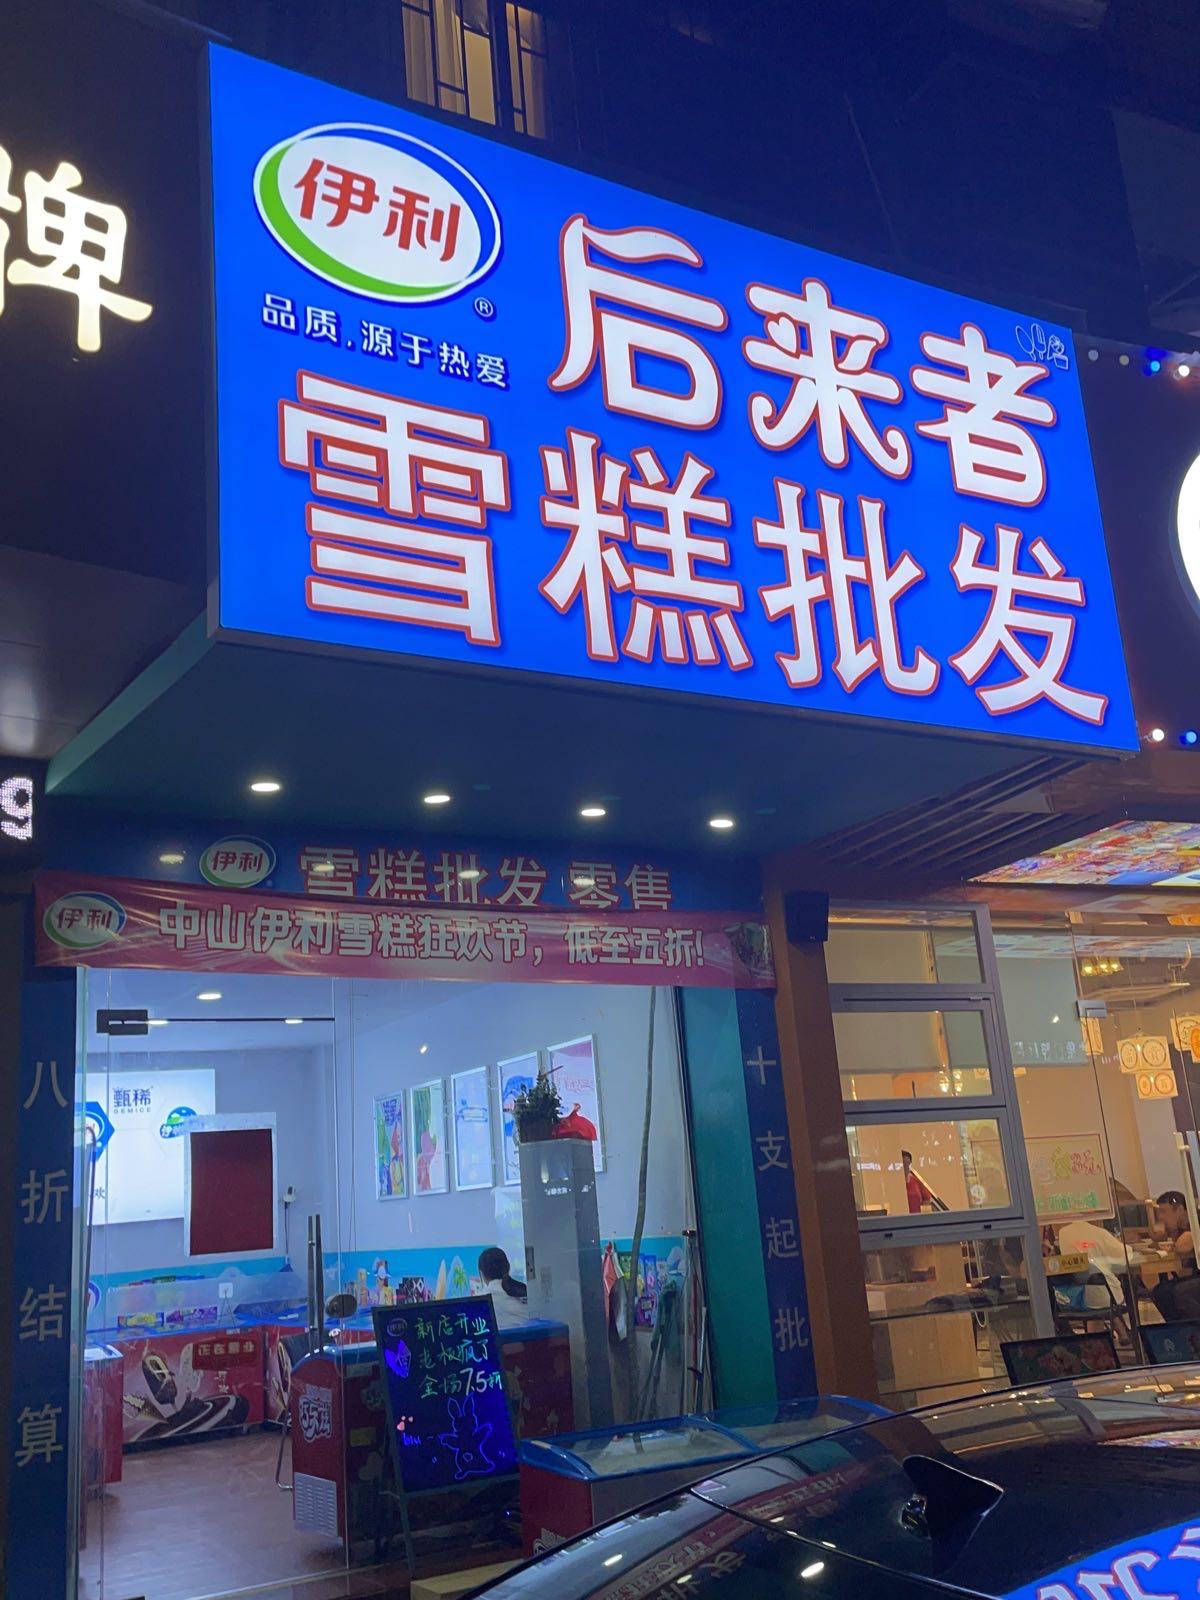 牌
伊利
品质,源于热爱
后来者
雪糕批发
伊利
雪糕批发 零售
伊利
中山伊利雪糕狂欢节，低至五折!
八折结算
十支起批
甄稀
新店开业
老板疯了
全场7.5折
biu~